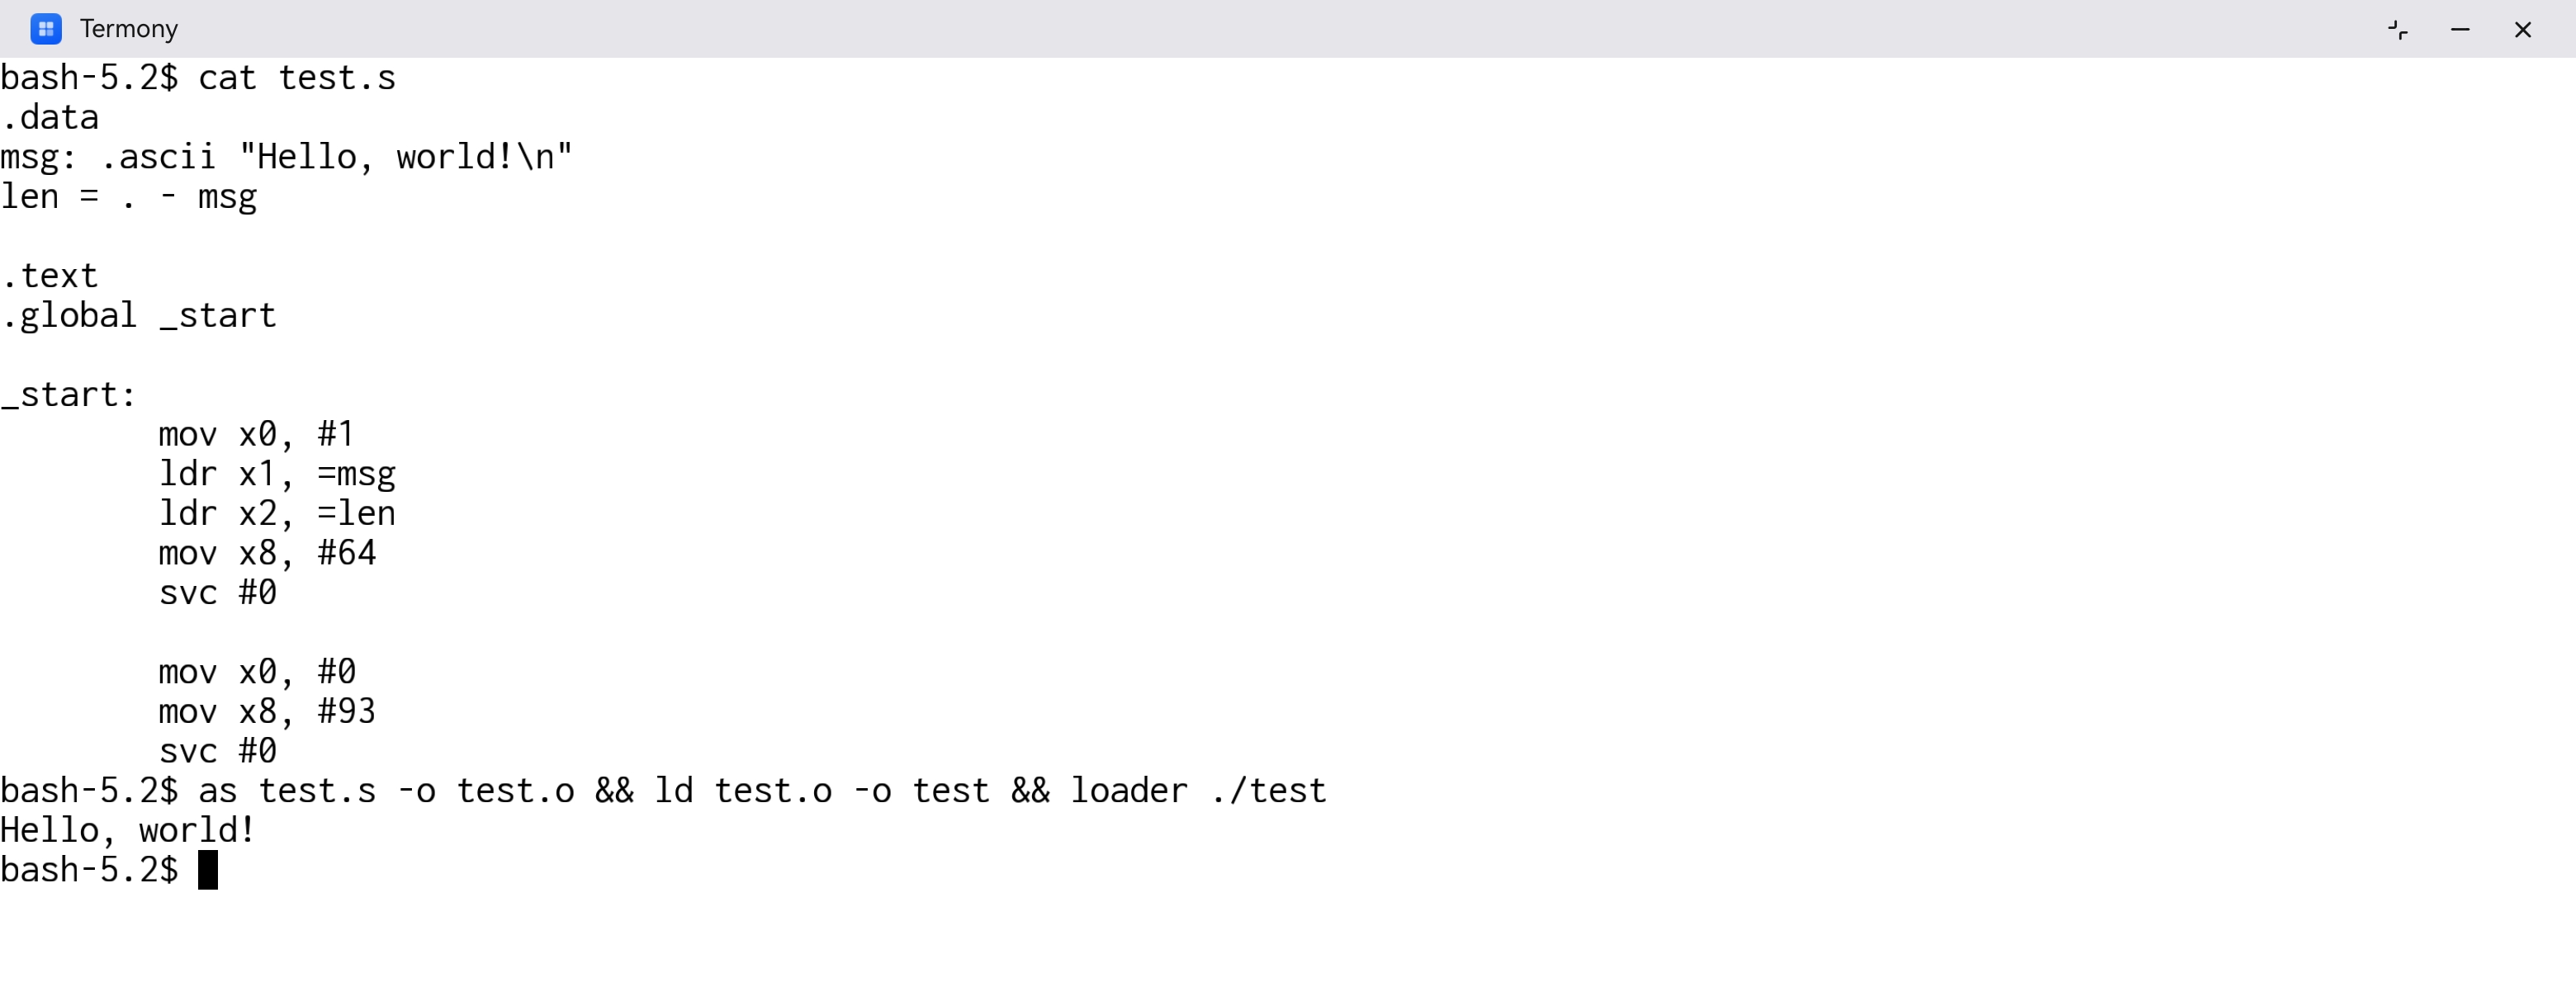 Termony
bash-5.2$ cat test.s
.data
msg: .ascii "Hello, world!\n"
len = . - msg

.text
.global _start

_start:
        mov x0, #1
        ldr x1, =msg
        ldr x2, =len
        mov x8, #64
        svc #0

        mov x0, #0
        mov x8, #93
        svc #0
bash-5.2$ as test.s -o test.o && ld test.o -o test && loader ./test
Hello, world!
bash-5.2$